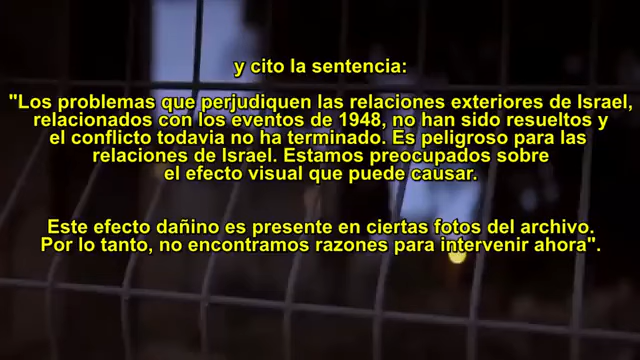 y cito la sentencia:
"Los problemas que perjudiquen las relaciones exteriores de Israel,
relacionados con los eventos de 1948, no han sido resueltos y
el conflicto todavia no ha terminado. Es peligroso para las
relaciones de Israel. Estamos preocupados sobre
el efecto visual que puede causar.
Este efecto dañino es presente en ciertas fotos del archivo.
Por lo tanto, no encontramos razones para intervenir ahora".